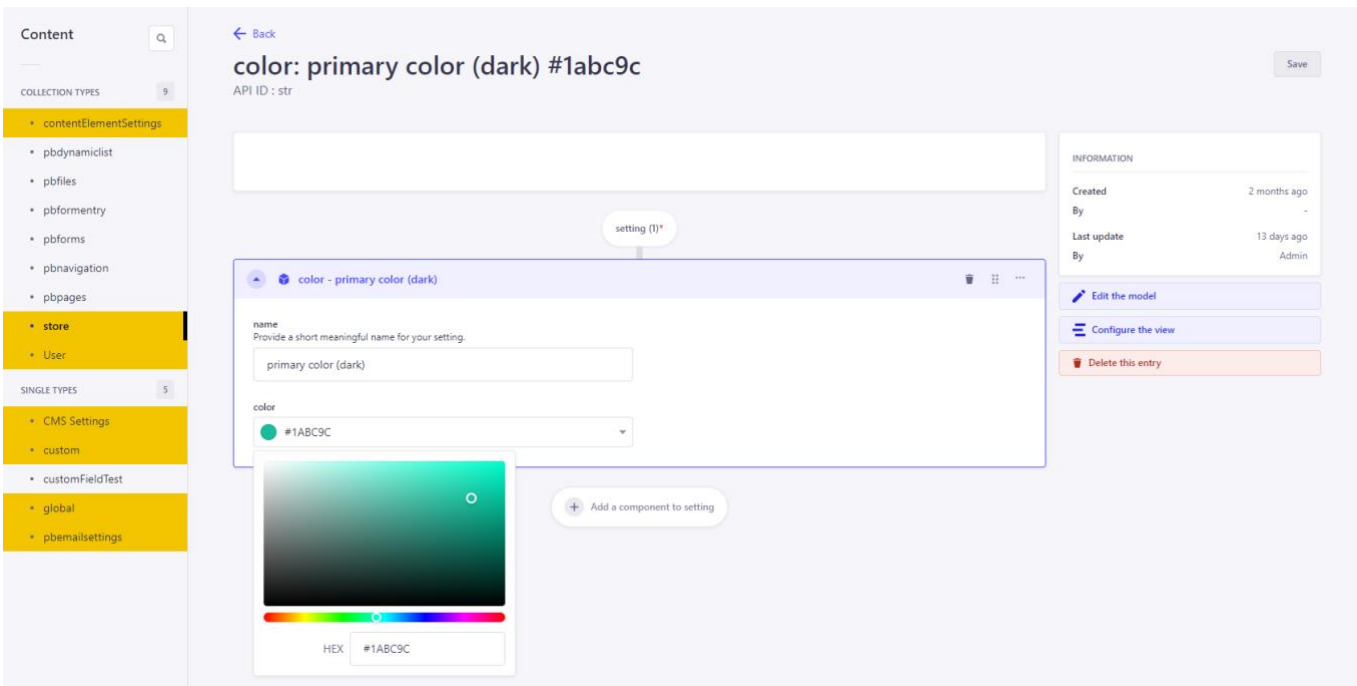 Content
COLLECTION TYPES 9
contentElementSettings
pbdynamiclist
pbfiles
pbformentry
pbforms
pbnavigation
pbpages
store
User
SINGLE TYPES 5
CMS Settings
custom
customFieldTest
global
pbemailsettings
Back
color: primary color (dark) #1abc9c
API ID : str
Save
setting (1)*
color - primary color (dark)
name
Provide a short meaningful name for your setting.
primary color (dark)
color
#1ABC9C
HEX #1ABC9C
Add a component to setting
INFORMATION
Created 2 months ago
By -
Last update 13 days ago
By Admin
Edit the model
Configure the view
Delete this entry